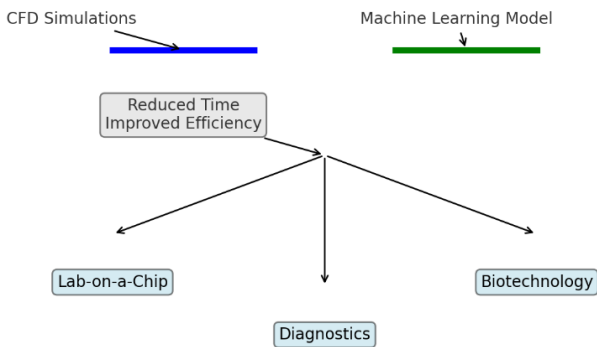 CFD Simulations
Machine Learning Model
Reduced Time
Improved Efficiency
Lab-on-a-Chip
Biotechnology
Diagnostics